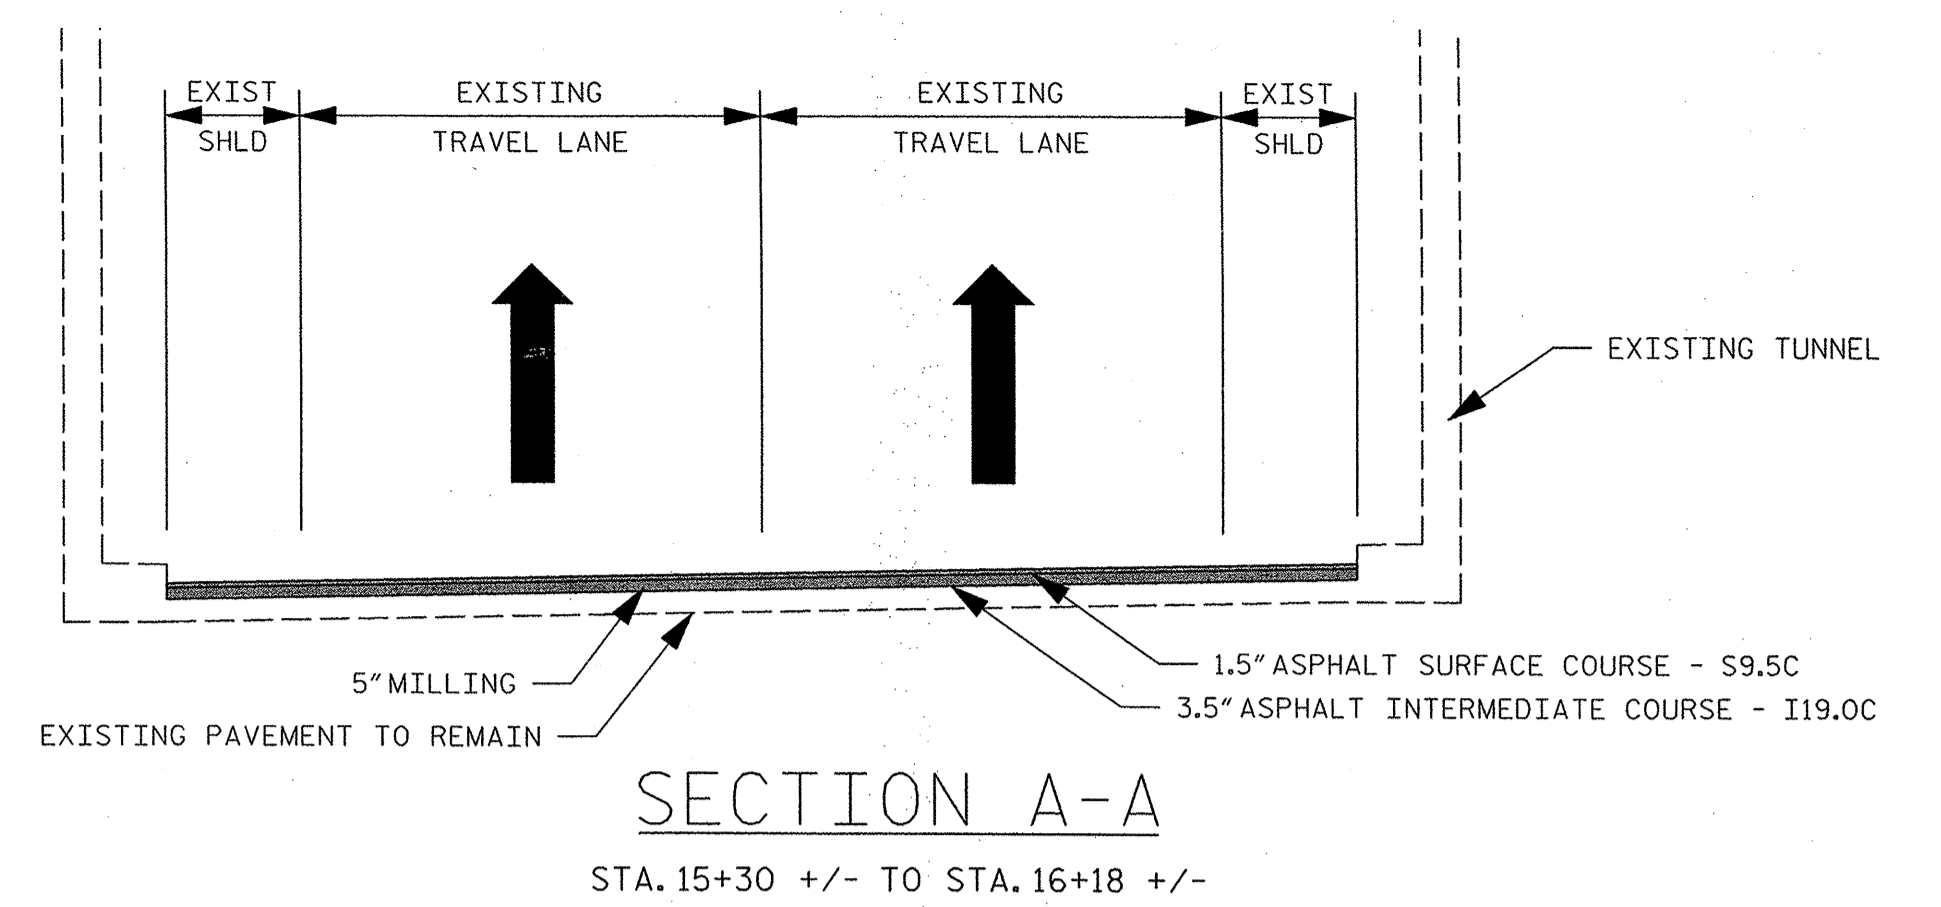 EXIST
SHLD
EXISTING
TRAVEL LANE
EXISTING
TRAVEL LANE
EXIST
SHLD
EXISTING TUNNEL
1.5" ASPHALT SURFACE COURSE - S9.5C
5" MILLING
3.5" ASPHALT INTERMEDIATE COURSE - I19.0C
EXISTING PAVEMENT TO REMAIN
SECTION A-A
STA. 15+30 +/- TO STA. 16+18 +/-